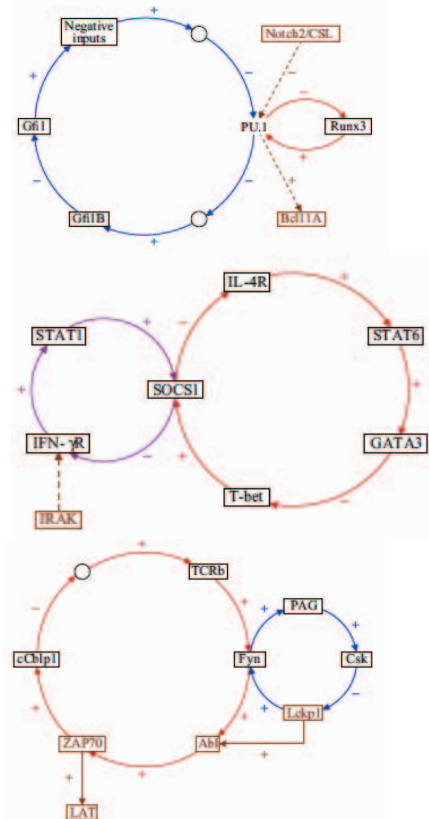 +
Negative
inputs
Notch2/CSL
+
−
−
−
Gfi1
PU.1
Runx3
−
−
+
+
Gfi1B
+
Bcl11A
IL-4R
+
STAT1
+
−
STAT6
+
SOCS1
+
IFN-γR
−
+
GATA3
T-bet
−
IRAK
+
TCRb
−
+
+
PAG
+
cCblp1
Fyn
Csk
+
+
+
−
Lckp1
ZAP70
Abl
+
+
+
LAT